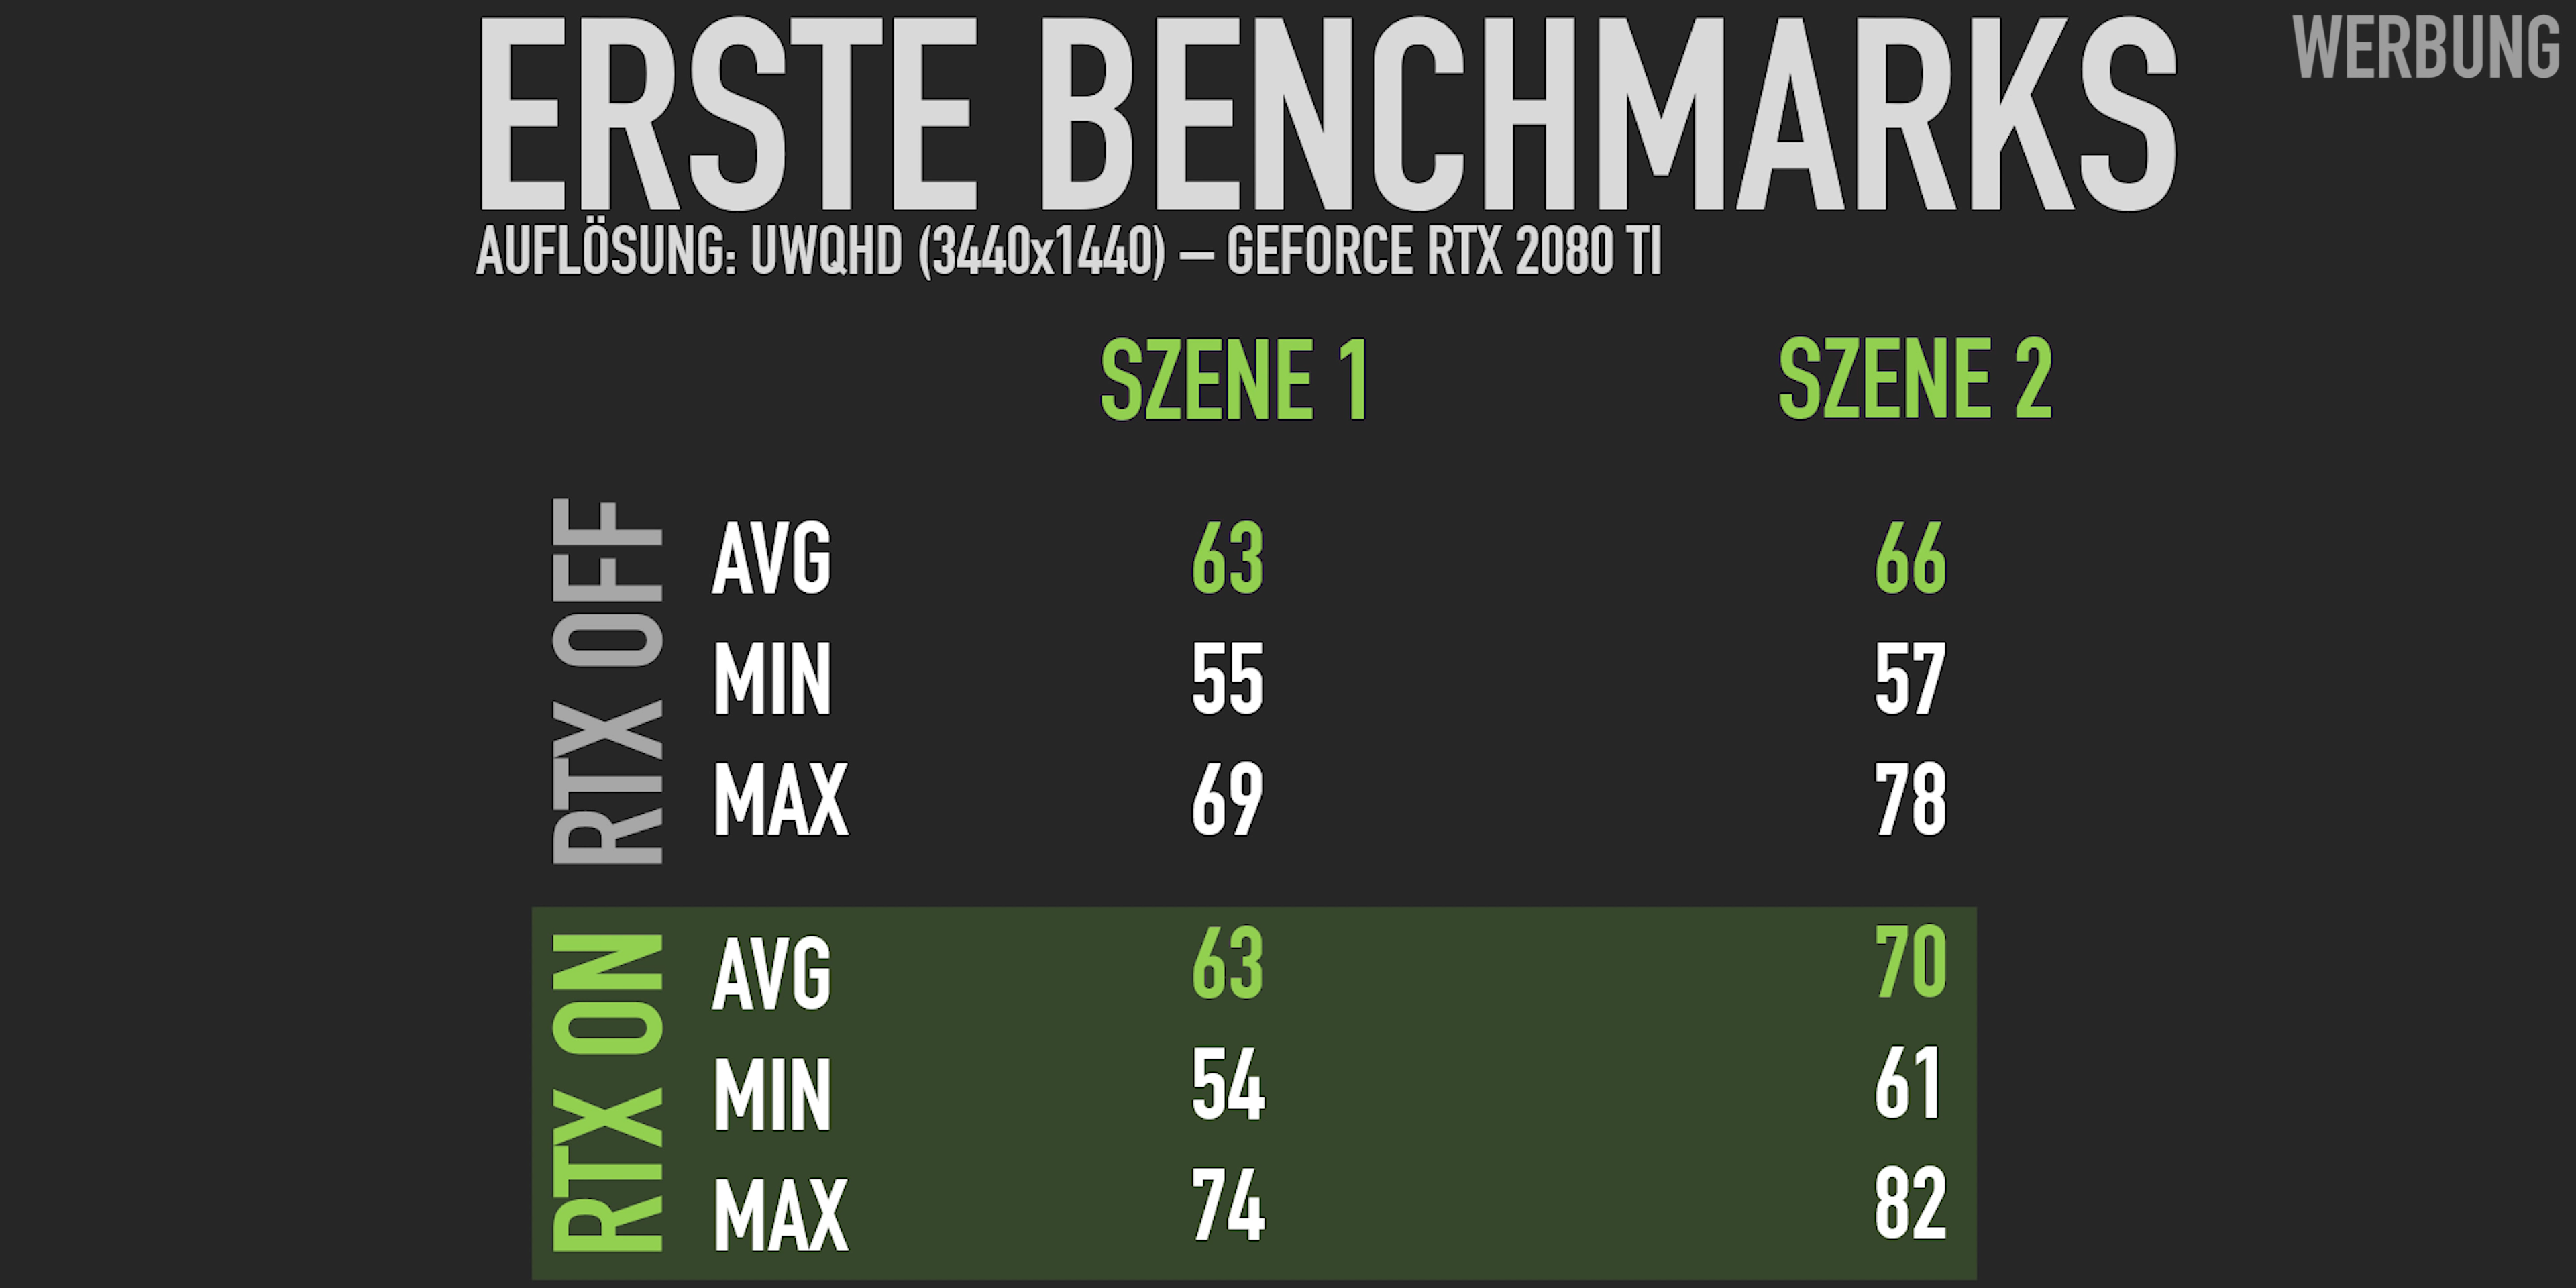 ERSTE BENCHMARKS
WERBUNG
AUFLÖSUNG: UWQHD (3440x1440) – GEFORCE RTX 2080 TI
SZENE 1 SZENE 2
RTX OFF
AVG 63 66
MIN 55 57
MAX 69 78
RTX ON
AVG 63 70
MIN 54 61
MAX 74 82